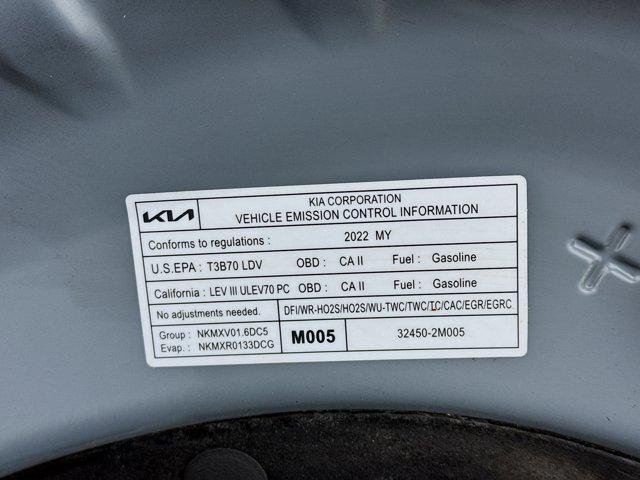 KIA
KIA CORPORATION
VEHICLE EMISSION CONTROL INFORMATION
Conforms to regulations : 2022 MY
U.S.EPA : T3B70 LDV OBD : CA II Fuel : Gasoline
California : LEV III ULEV70 PC OBD : CA II Fuel : Gasoline
No adjustments needed. DFI/WR-HO2S/HO2S/WU-TWC/TWC/TC/CAC/EGR/EGRC
Group : NKMXV01.6DC5
Evap. : NKMXR0133DCG
M005
32450-2M005